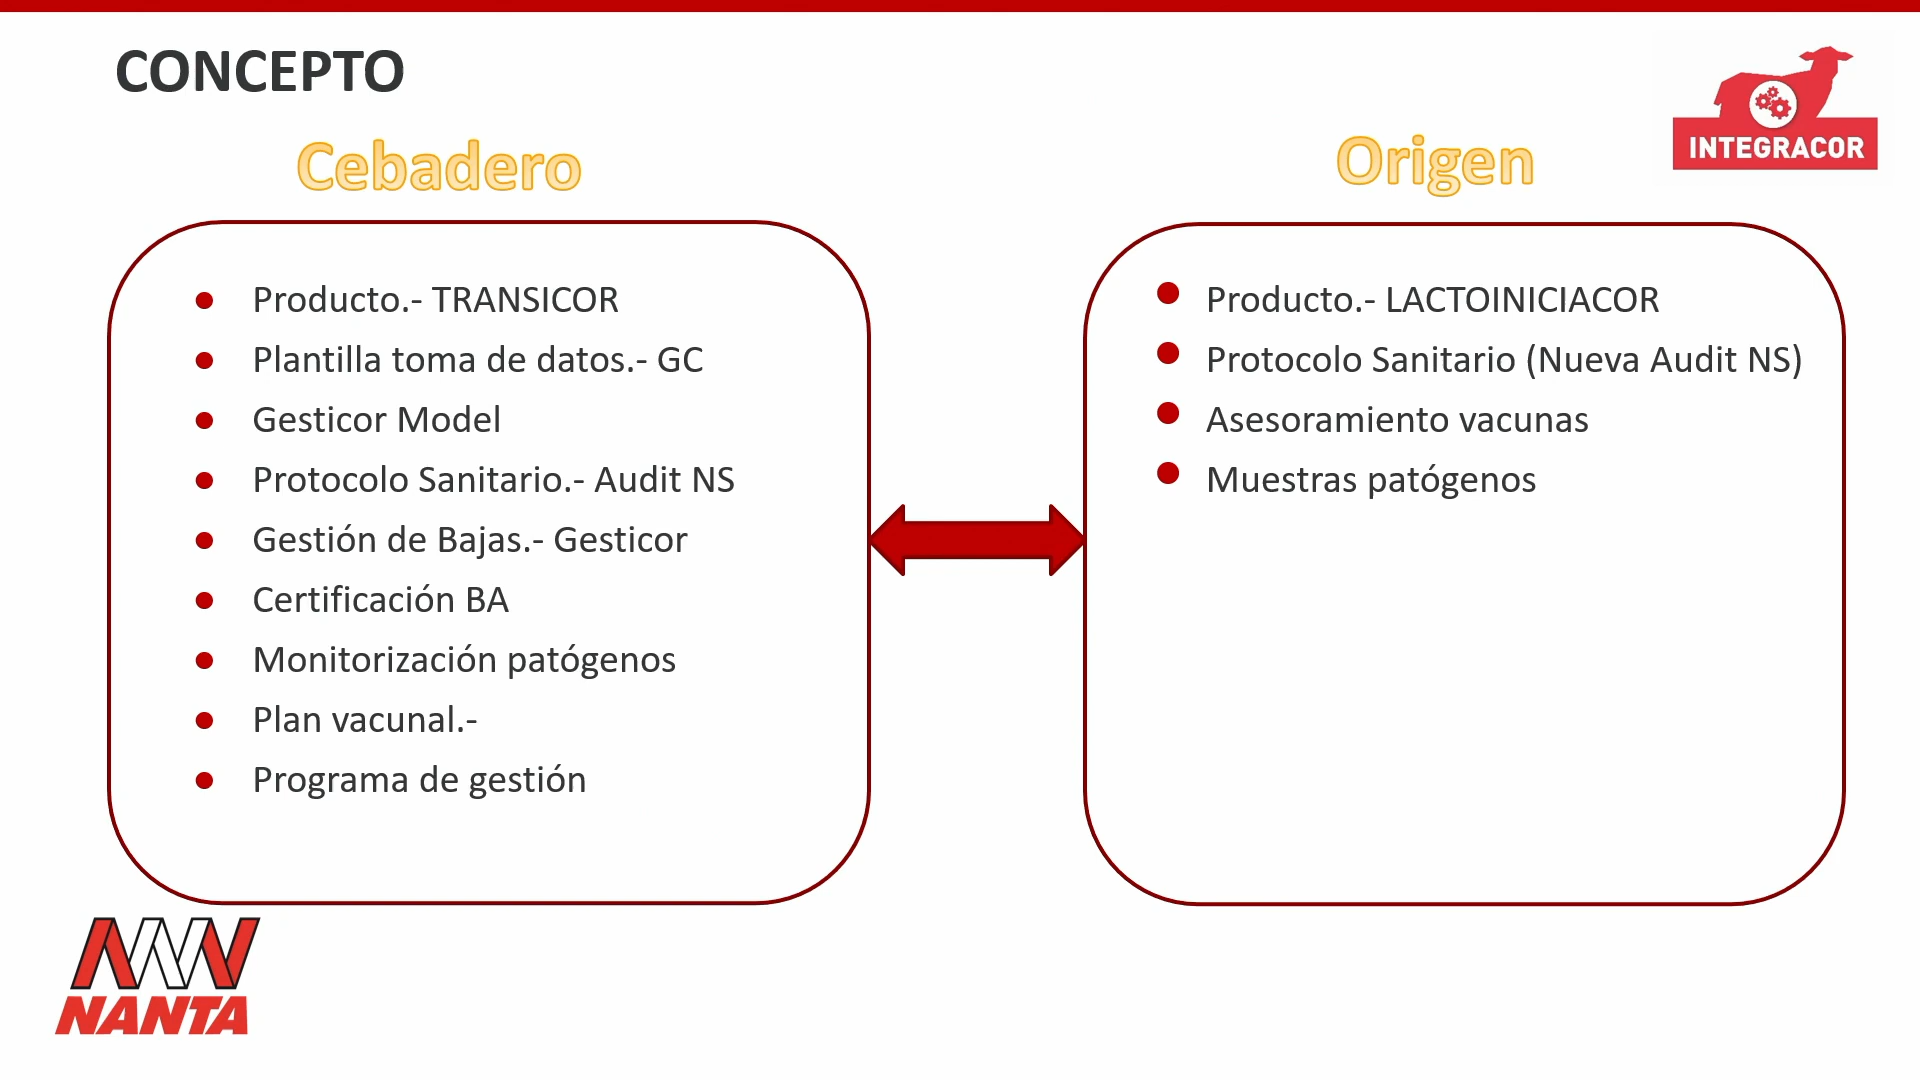 CONCEPTO
INTEGRACOR
Cebadero
Producto.- TRANSICOR
Plantilla toma de datos.- GC
Gesticor Model
Protocolo Sanitario.- Audit NS
Gestión de Bajas.- Gesticor
Certificación BA
Monitorización patógenos
Plan vacunal.-
Programa de gestión
Origen
Producto.- LACTOINICIACOR
Protocolo Sanitario (Nueva Audit NS)
Asesoramiento vacunas
Muestras patógenos
NANTA